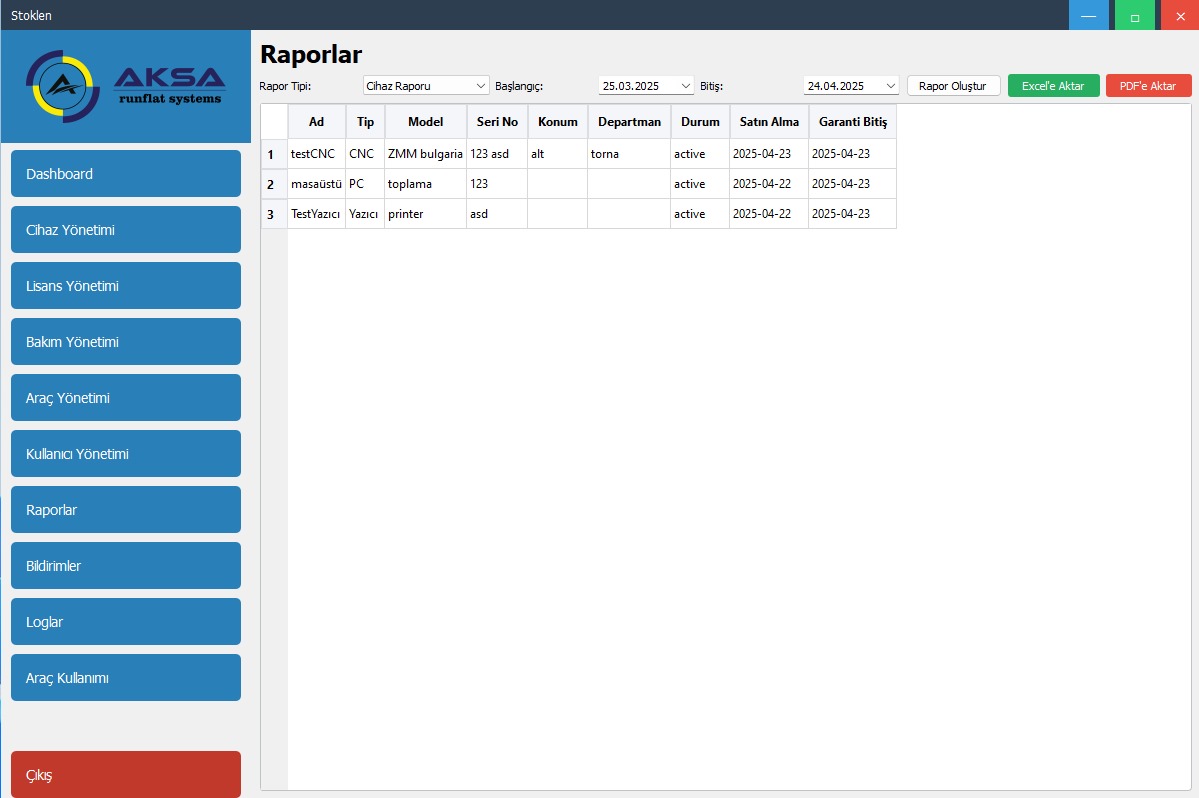 Stoklen
AKSA
runflat systems
Dashboard
Cihaz Yönetimi
Lisans Yönetimi
Bakım Yönetimi
Araç Yönetimi
Kullanıcı Yönetimi
Raporlar
Bildirimler
Loglar
Araç Kullanımı
Çıkış
Raporlar
Rapor Tipi: Cihaz Raporu Başlangıç: 25.03.2025 Bitiş: 24.04.2025 Rapor Oluştur Excel'e Aktar PDF'e Aktar
Ad Tip Model Seri No Konum Departman Durum Satın Alma Garanti Bitiş
1 testCNC CNC ZMM bulgaria 123 asd alt torna active 2025-04-23 2025-04-23
2 masaüstü PC toplama 123 active 2025-04-22 2025-04-23
3 TestYazıcı Yazıcı printer asd active 2025-04-22 2025-04-23